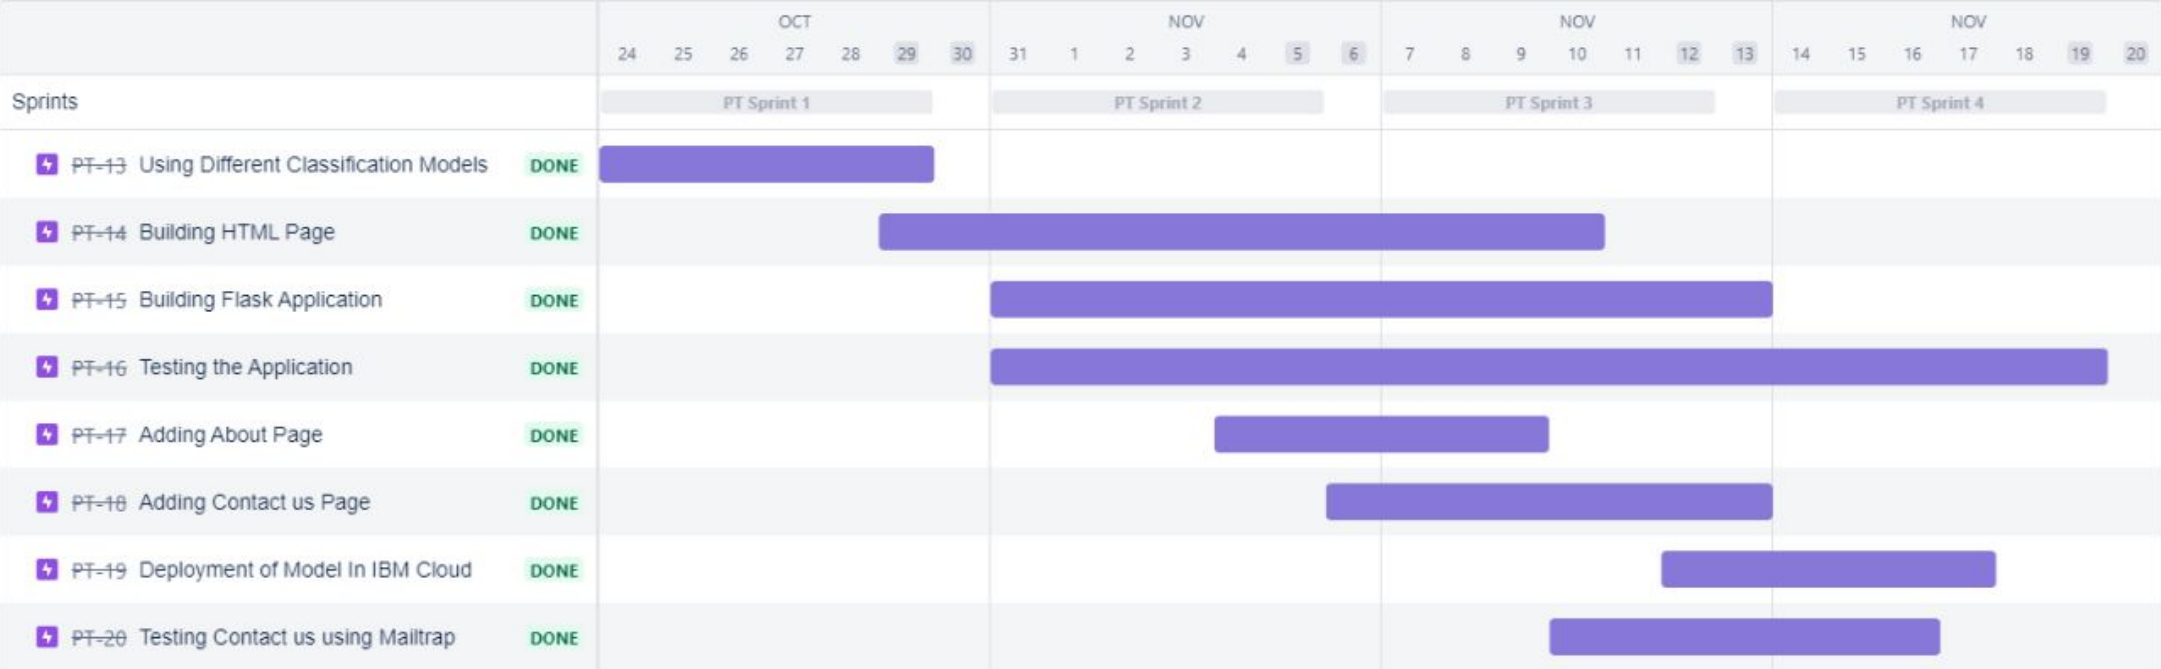 OCT NOV NOV NOV
24 25 26 27 28 29 30 31 1 2 3 4 5 6 7 8 9 10 11 12 13 14 15 16 17 18 19 20
Sprints PT Sprint 1 PT Sprint 2 PT Sprint 3 PT Sprint 4
PT-13 Using Different Classification Models DONE
PT-14 Building HTML Page DONE
PT-15 Building Flask Application DONE
PT-16 Testing the Application DONE
PT-17 Adding About Page DONE
PT-18 Adding Contact us Page DONE
PT-19 Deployment of Model In IBM Cloud DONE
PT-20 Testing Contact us using Mailtrap DONE